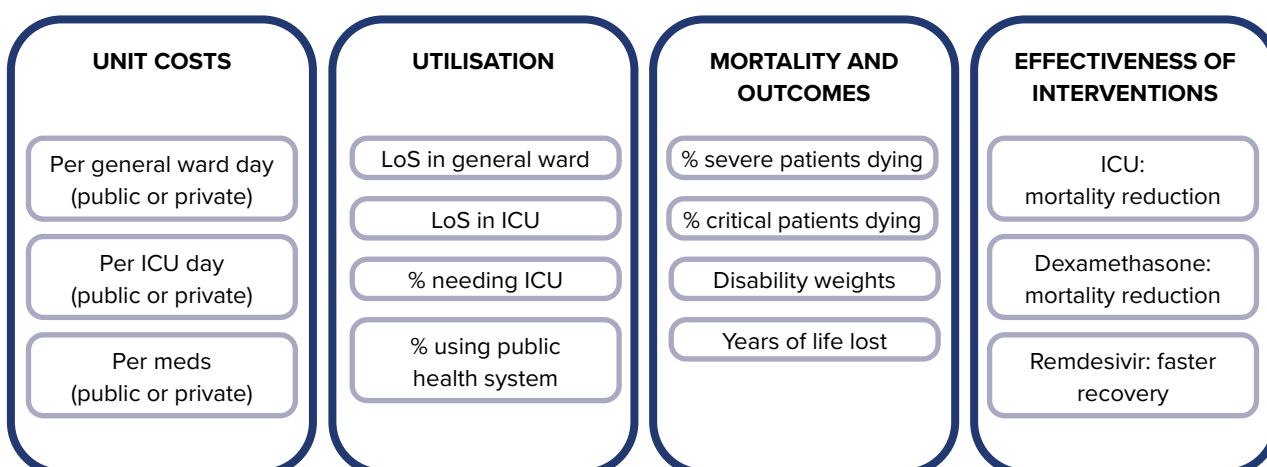 UNIT COSTS
Per general ward day
(public or private)
Per ICU day
(public or private)
Per meds
(public or private)
UTILISATION
LoS in general ward
LoS in ICU
% needing ICU
% using public
health system
MORTALITY AND
OUTCOMES
% severe patients dying
% critical patients dying
Disability weights
Years of life lost
EFFECTIVENESS OF
INTERVENTIONS
ICU:
mortality reduction
Dexamethasone:
mortality reduction
Remdesivir: faster
recovery